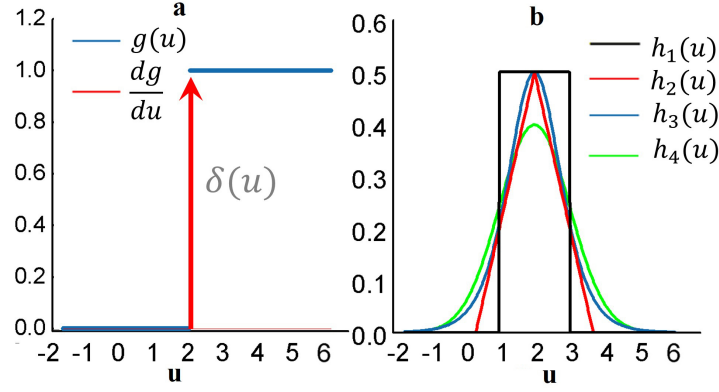 a
1.2
1.0
0.8
0.6
0.4
0.2
0.0
-2 -1 0 1 2 3 4 5 6
u
g(u)
dg
du
δ(u)
b
0.6
0.5
0.4
0.3
0.2
0.1
0.0
-2 -1 0 1 2 3 4 5 6
u
h₁(u)
h₂(u)
h₃(u)
h₄(u)